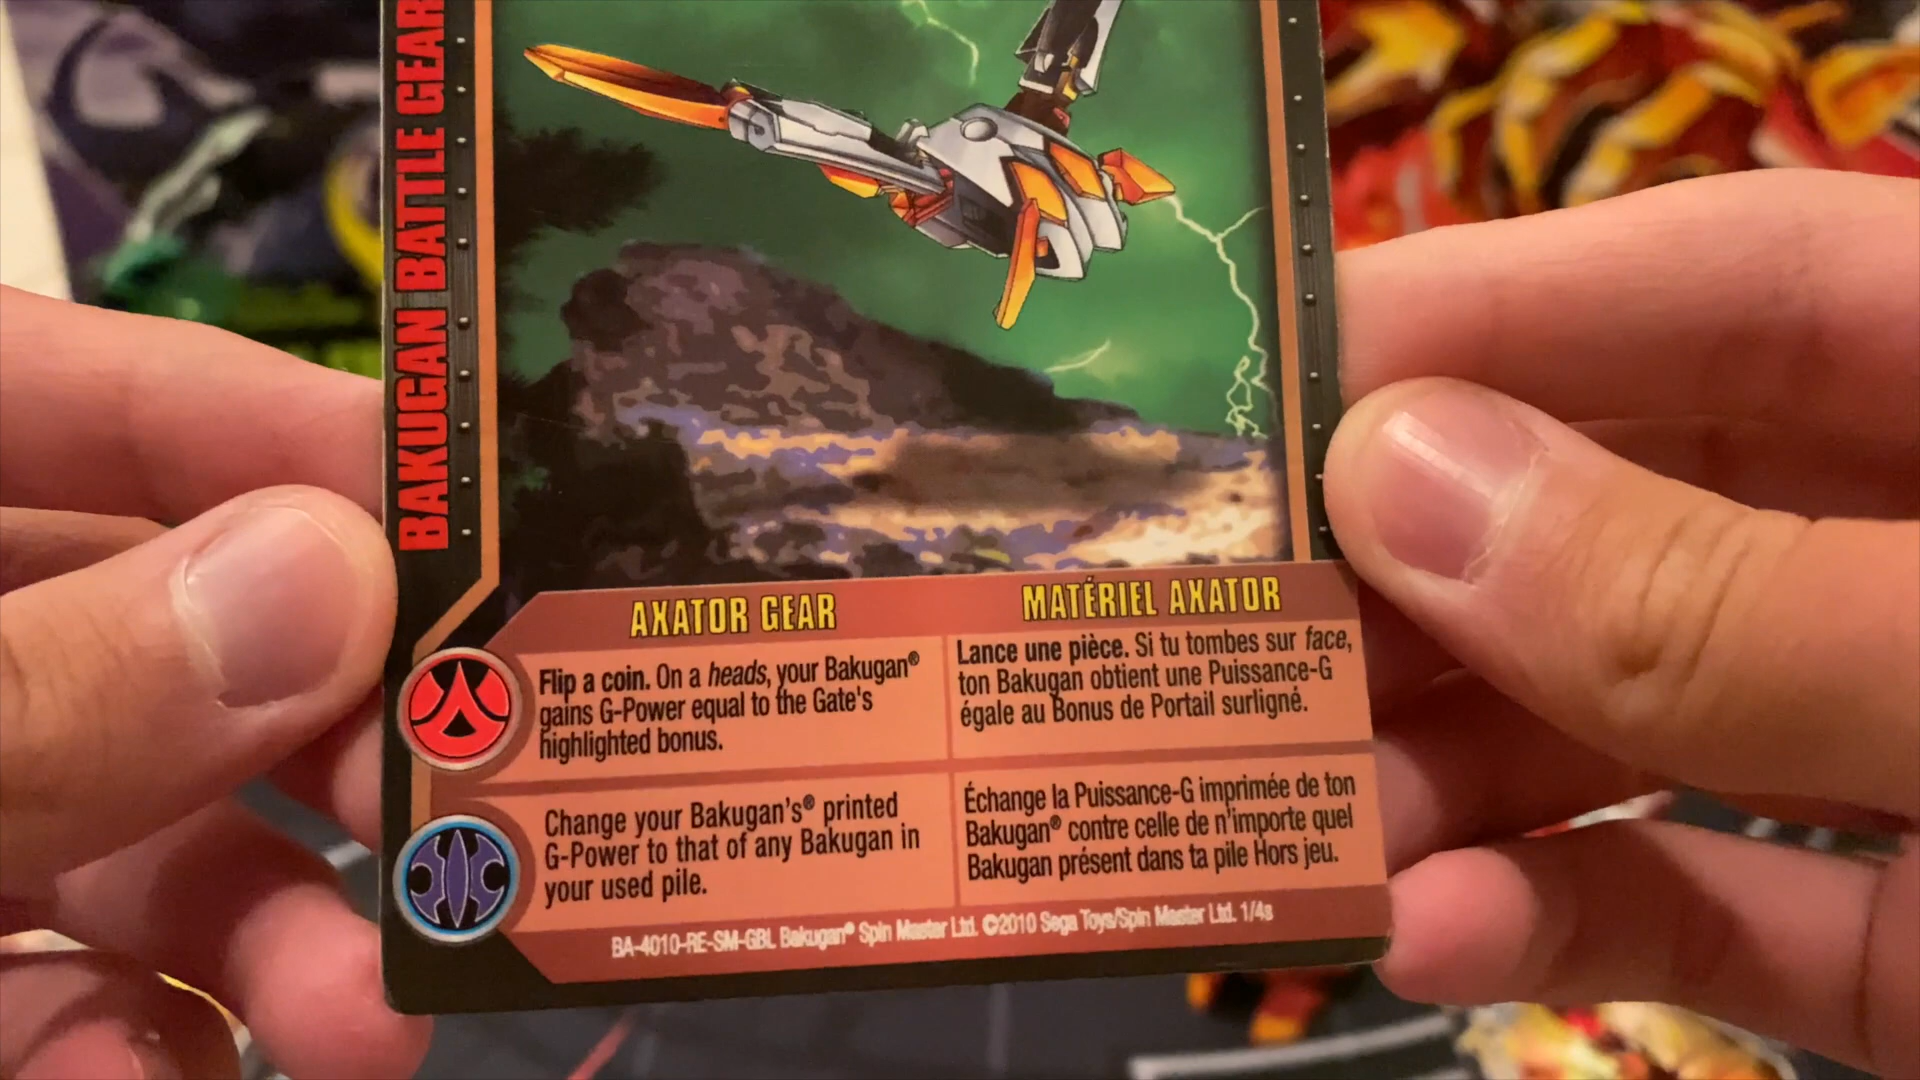 BAKUGAN BATTLE GEAR
AXATOR GEAR
Flip a coin. On a heads, your Bakugan®
gains G-Power equal to the Gate's
highlighted bonus.
Change your Bakugan's® printed
G-Power to that of any Bakugan in
your used pile.
MATÉRIEL AXATOR
Lance une pièce. Si tu tombes sur face,
ton Bakugan obtient une Puissance-G
égale au Bonus de Portail surligné.
Échange la Puissance-G imprimée de ton
Bakugan® contre celle de n'importe quel
Bakugan présent dans ta pile Hors jeu.
BA-4010-RE-SM-GBL Bakugan® Spin Master Ltd. ©2010 Sega Toys/Spin Master Ltd. 1/4s